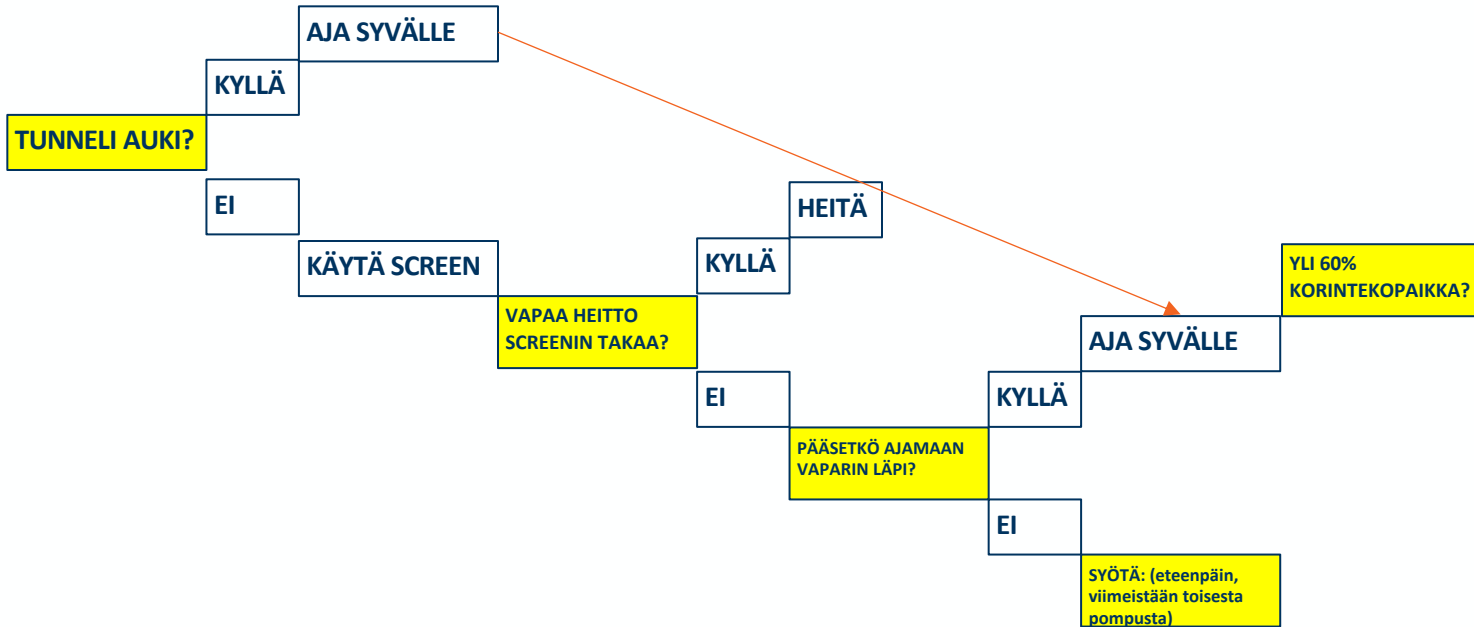 AJA SYVÄLLE
KYLLÄ
TUNNELI AUKI?
EI
HEITÄ
KÄYTÄ SCREEN
KYLLÄ
YLI 60%
KORINTEKOPAIKKA?
VAPAA HEITTO
SCREENIN TAKAA?
AJA SYVÄLLE
EI
KYLLÄ
PÄÄSETKÖ AJAMAAN
VAPARIN LÄPI?
EI
SYÖTÄ: (eteenpäin,
viimeistään toisesta
pompusta)